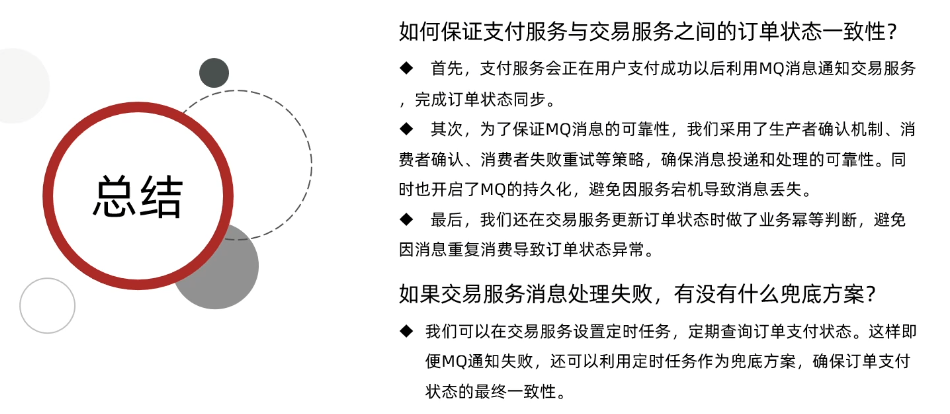 总结
如何保证支付服务与交易服务之间的订单状态一致性？
◆ 首先，支付服务会正在用户支付成功以后利用MQ消息通知交易服务
，完成订单状态同步。
◆ 其次，为了保证MQ消息的可靠性，我们采用了生产者确认机制、消
费者确认、消费者失败重试等策略，确保消息投递和处理的可靠性。同
时也开启了MQ的持久化，避免因服务宕机导致消息丢失。
◆ 最后，我们还在交易服务更新订单状态时做了业务幂等判断，避免
因消息重复消费导致订单状态异常。
如果交易服务消息处理失败，有没有什么兜底方案？
◆ 我们可以在交易服务设置定时任务，定期查询订单支付状态。这样即
便MQ通知失败，还可以利用定时任务作为兜底方案，确保订单支付
状态的最终一致性。